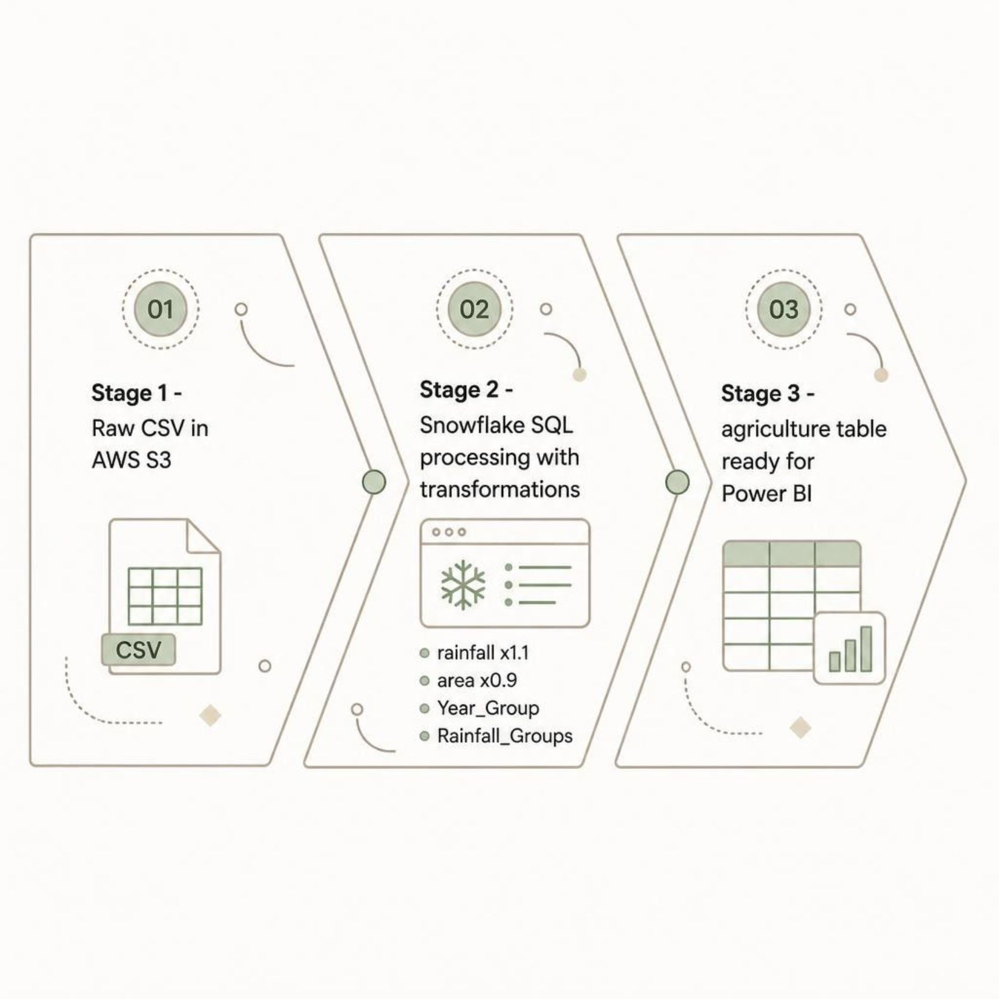 01
Stage 1 -
Raw CSV in
AWS S3
CSV
02
Stage 2 -
Snowflake SQL
processing with
transformations
rainfall x1.1
area x0.9
Year_Group
Rainfall_Groups
03
Stage 3 -
agriculture table
ready for
Power BI